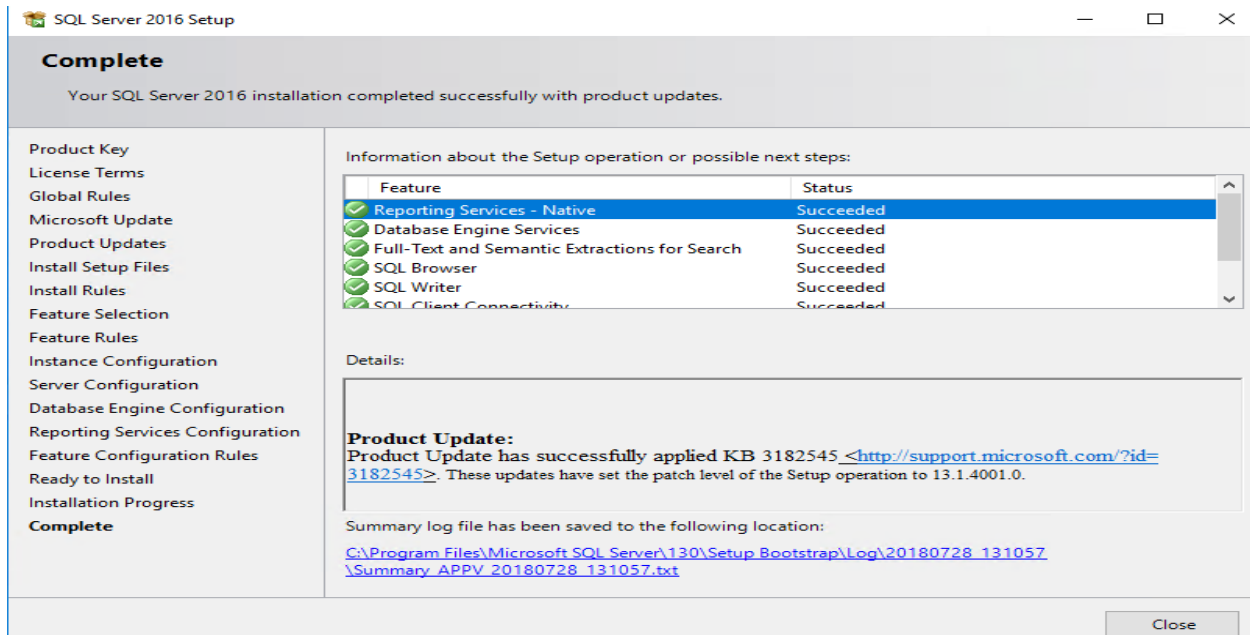 SQL Server 2016 Setup
Complete
Your SQL Server 2016 installation completed successfully with product updates.
Product Key
License Terms
Global Rules
Microsoft Update
Product Updates
Install Setup Files
Install Rules
Feature Selection
Feature Rules
Instance Configuration
Server Configuration
Database Engine Configuration
Reporting Services Configuration
Feature Configuration Rules
Ready to Install
Installation Progress
Complete
Information about the Setup operation or possible next steps:
Feature Status
Reporting Services - Native Succeeded
Database Engine Services Succeeded
Full-Text and Semantic Extractions for Search Succeeded
SQL Browser Succeeded
SQL Writer Succeeded
SQL Client Connectivity Succeeded
Details:
Product Update:
Product Update has successfully applied KB 3182545 <http://support.microsoft.com/?id=
3182545>. These updates have set the patch level of the Setup operation to 13.1.4001.0.
Summary log file has been saved to the following location:
C:\Program Files\Microsoft SQL Server\130\Setup Bootstrap\Log\20180728_131057
\Summary_APPV_20180728_131057.txt
Close